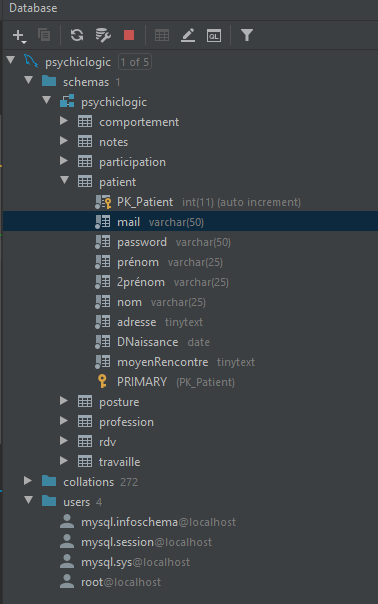 Database
psychiclogic 1 of 5
schemas 1
psychiclogic
comportement
notes
participation
patient
PK_Patient int(11) (auto increment)
mail varchar(50)
password varchar(50)
prénom varchar(25)
2prénom varchar(25)
nom varchar(25)
adresse tinytext
DNaissance date
moyenRencontre tinytext
PRIMARY (PK_Patient)
posture
profession
rdv
travaille
collations 272
users 4
mysql.infoschema@localhost
mysql.session@localhost
mysql.sys@localhost
root@localhost